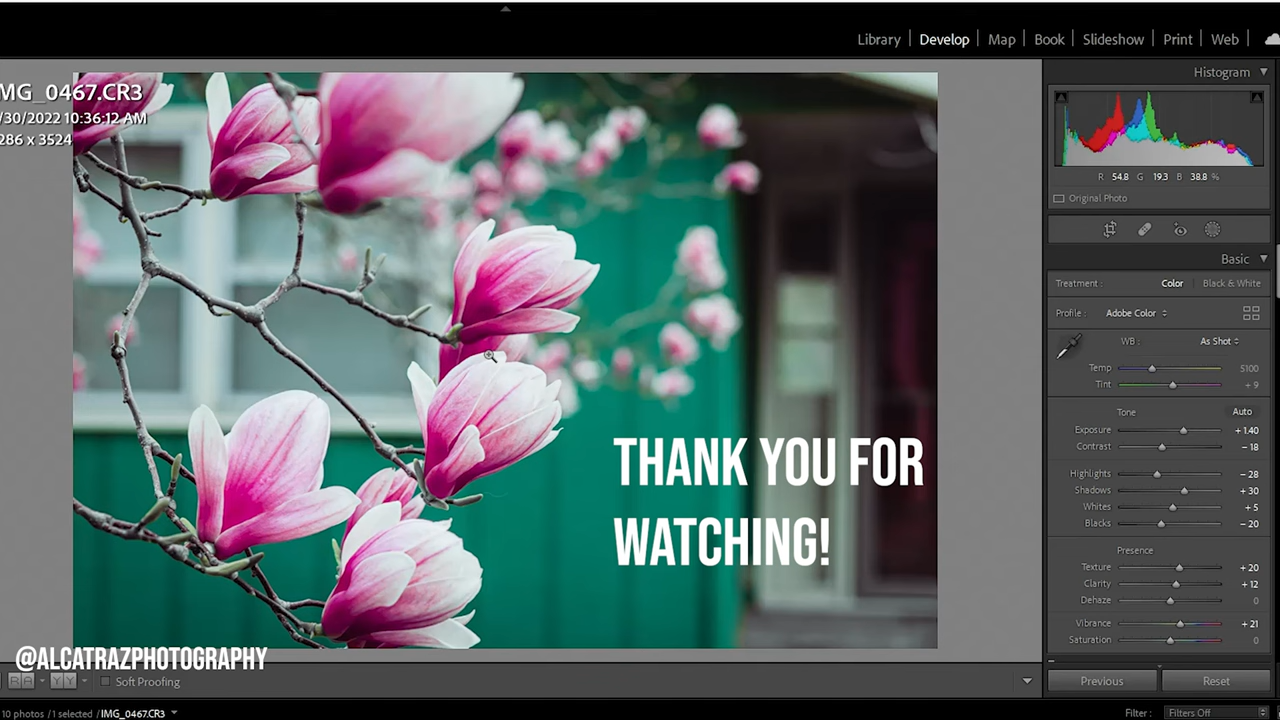 Library | Develop | Map | Book | Slideshow | Print | Web |
MG_0467.CR3
/30/2022 10:36:12 AM
286 x 3524
Histogram
R 54.8 G 19.3 B 38.8 %
Original Photo
Basic
Treatment : Color | Black & White
Profile : Adobe Color
WB : As Shot
Temp 5100
Tint + 9
Tone Auto
Exposure + 1.40
Contrast − 18
Highlights − 28
Shadows + 30
Whites + 5
Blacks − 20
Presence
Texture + 20
Clarity + 12
Dehaze 0
Vibrance + 21
Saturation 0
THANK YOU FOR
WATCHING!
@ALCATRAZPHOTOGRAPHY
R A Y Y Soft Proofing
Previous Reset
10 photos / 1 selected / IMG_0467.CR3
Filter : Filters Off